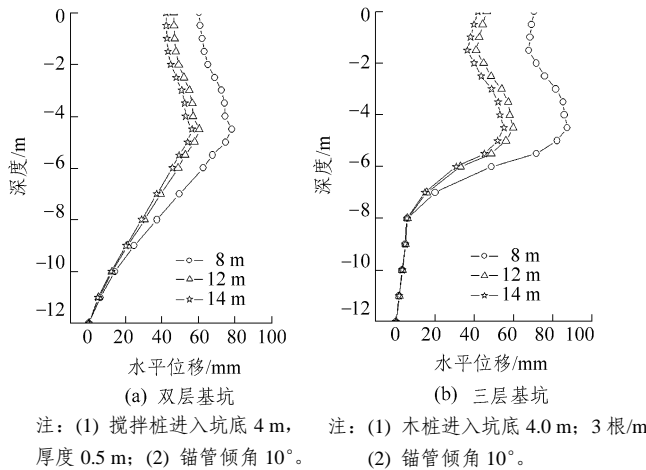 0
−2
−4
−6
−8
−10
−12
深度/m
8 m
12 m
14 m
0 20 40 60 80 100
水平位移/mm
(a) 双层基坑
注：(1) 搅拌桩进入坑底 4 m，
厚度 0.5 m；(2) 锚管倾角 10°。
0
−2
−4
−6
−8
−10
−12
深度/m
8 m
12 m
14 m
0 20 40 60 80 100
水平位移/mm
(b) 三层基坑
注：(1) 木桩进入坑底 4.0 m；3 根/m
(2) 锚管倾角 10°。